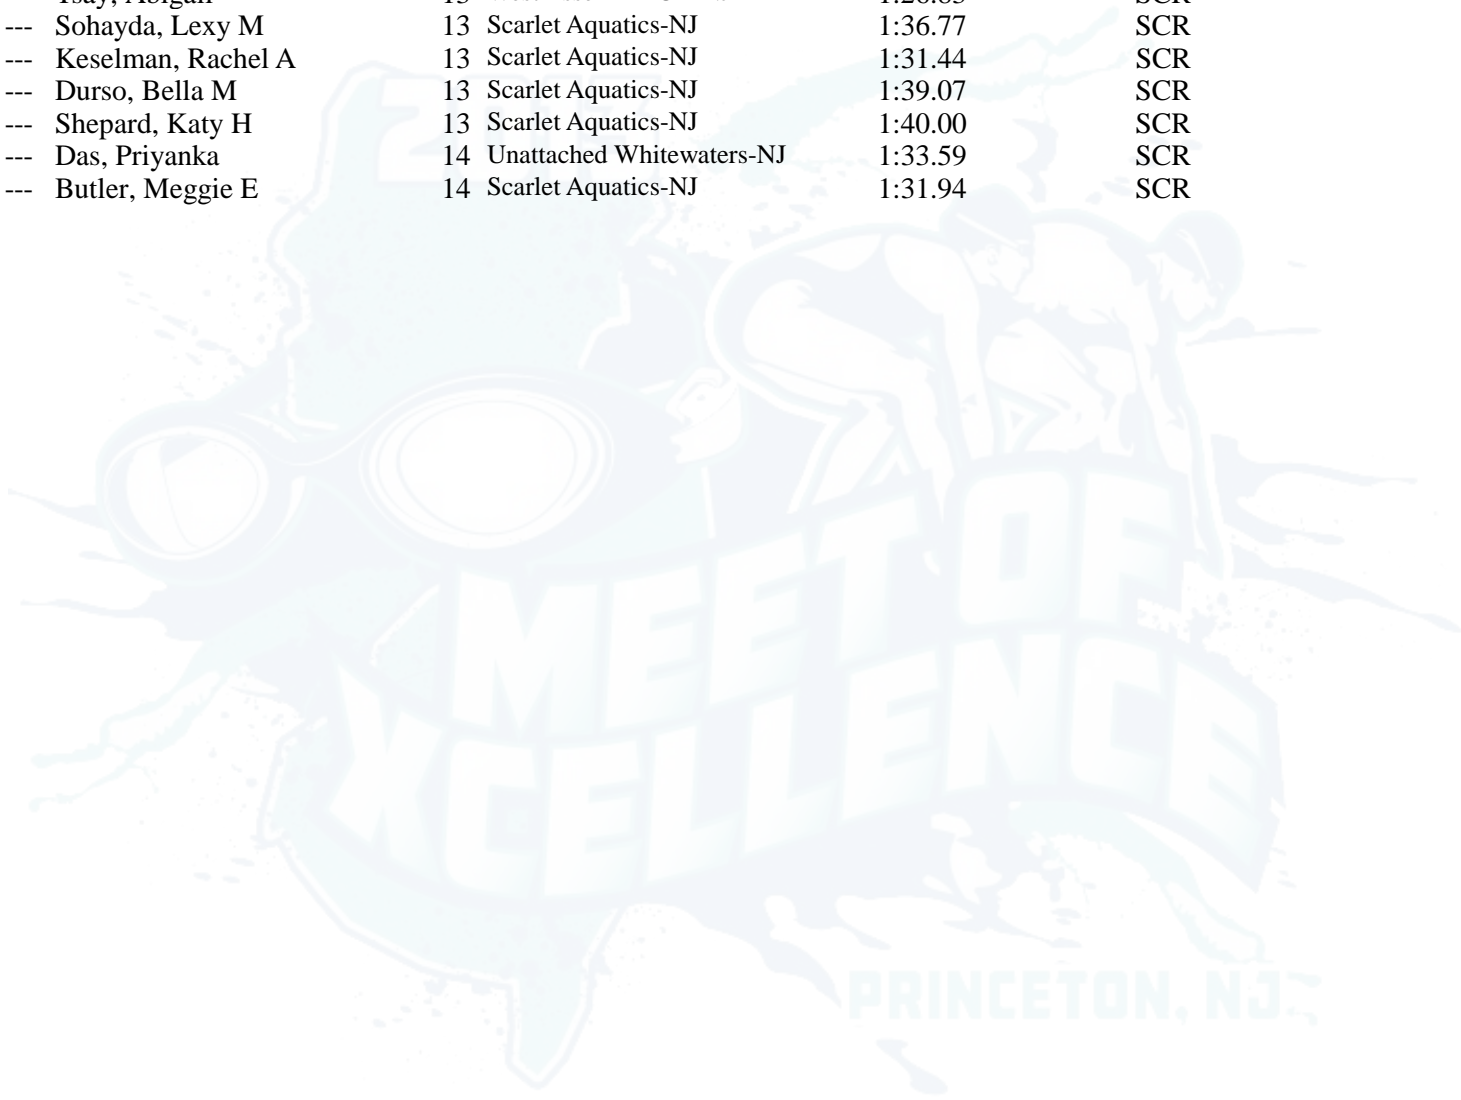 --- Sohayda, Lexy M 13 Scarlet Aquatics-NJ 1:36.77 SCR
--- Keselman, Rachel A 13 Scarlet Aquatics-NJ 1:31.44 SCR
--- Durso, Bella M 13 Scarlet Aquatics-NJ 1:39.07 SCR
--- Shepard, Katy H 13 Scarlet Aquatics-NJ 1:40.00 SCR
--- Das, Priyanka 14 Unattached Whitewaters-NJ 1:33.59 SCR
--- Butler, Meggie E 14 Scarlet Aquatics-NJ 1:31.94 SCR
2013
MEET OF
XCELLENCE
PRINCETON, NJ